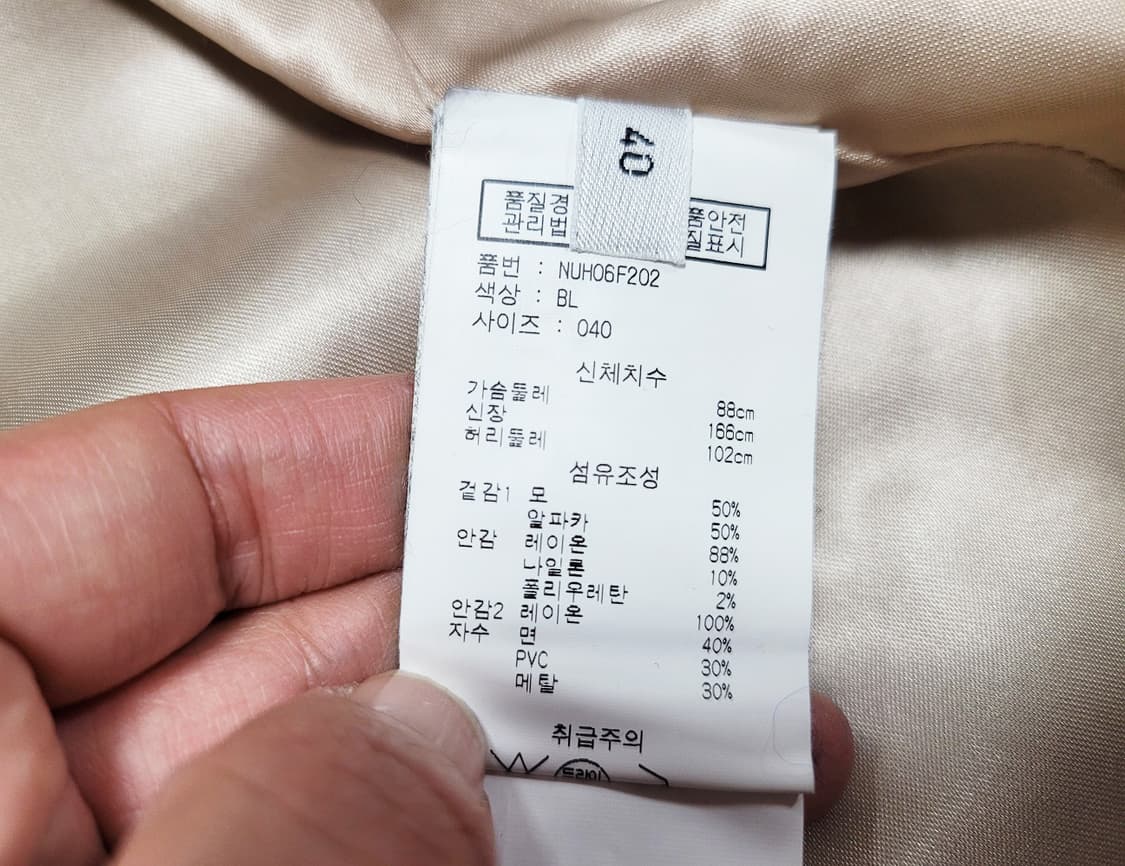 40
품질경 품안전
관리법 질표시
품번 : NUH06F202
색상 : BL
사이즈 : 040
신체치수
가슴둘레 88cm
신장 166cm
허리둘레 102cm
섬유조성
겉감1 모 50%
알파카 50%
안감 레이온 88%
나일론 10%
폴리우레탄 2%
안감2 레이온 100%
자수 면 40%
PVC 30%
메탈 30%
취급주의
드라이